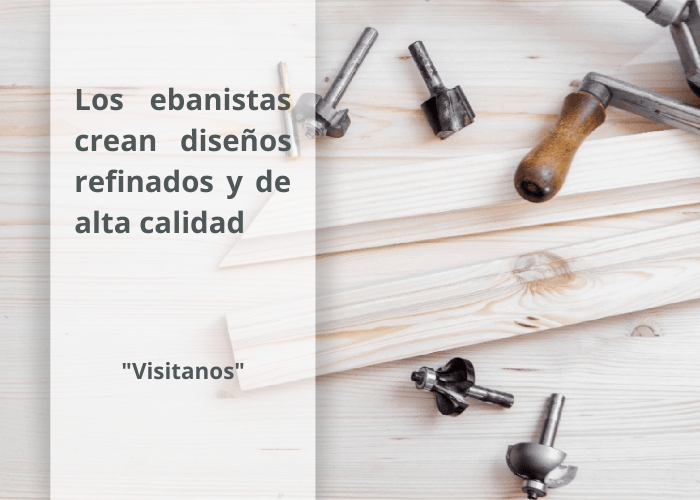 Los ebanistas
crean diseños
refinados y de
alta calidad
"Visitanos"